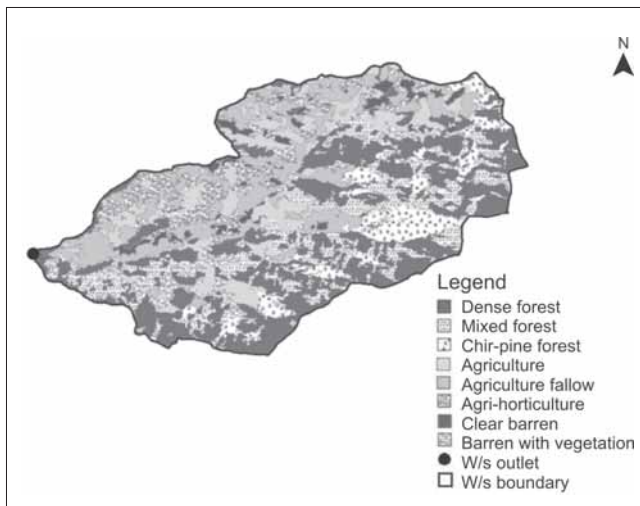 N
Legend
Dense forest
Mixed forest
Chir-pine forest
Agriculture
Agriculture fallow
Agri-horticulture
Clear barren
Barren with vegetation
W/s outlet
W/s boundary